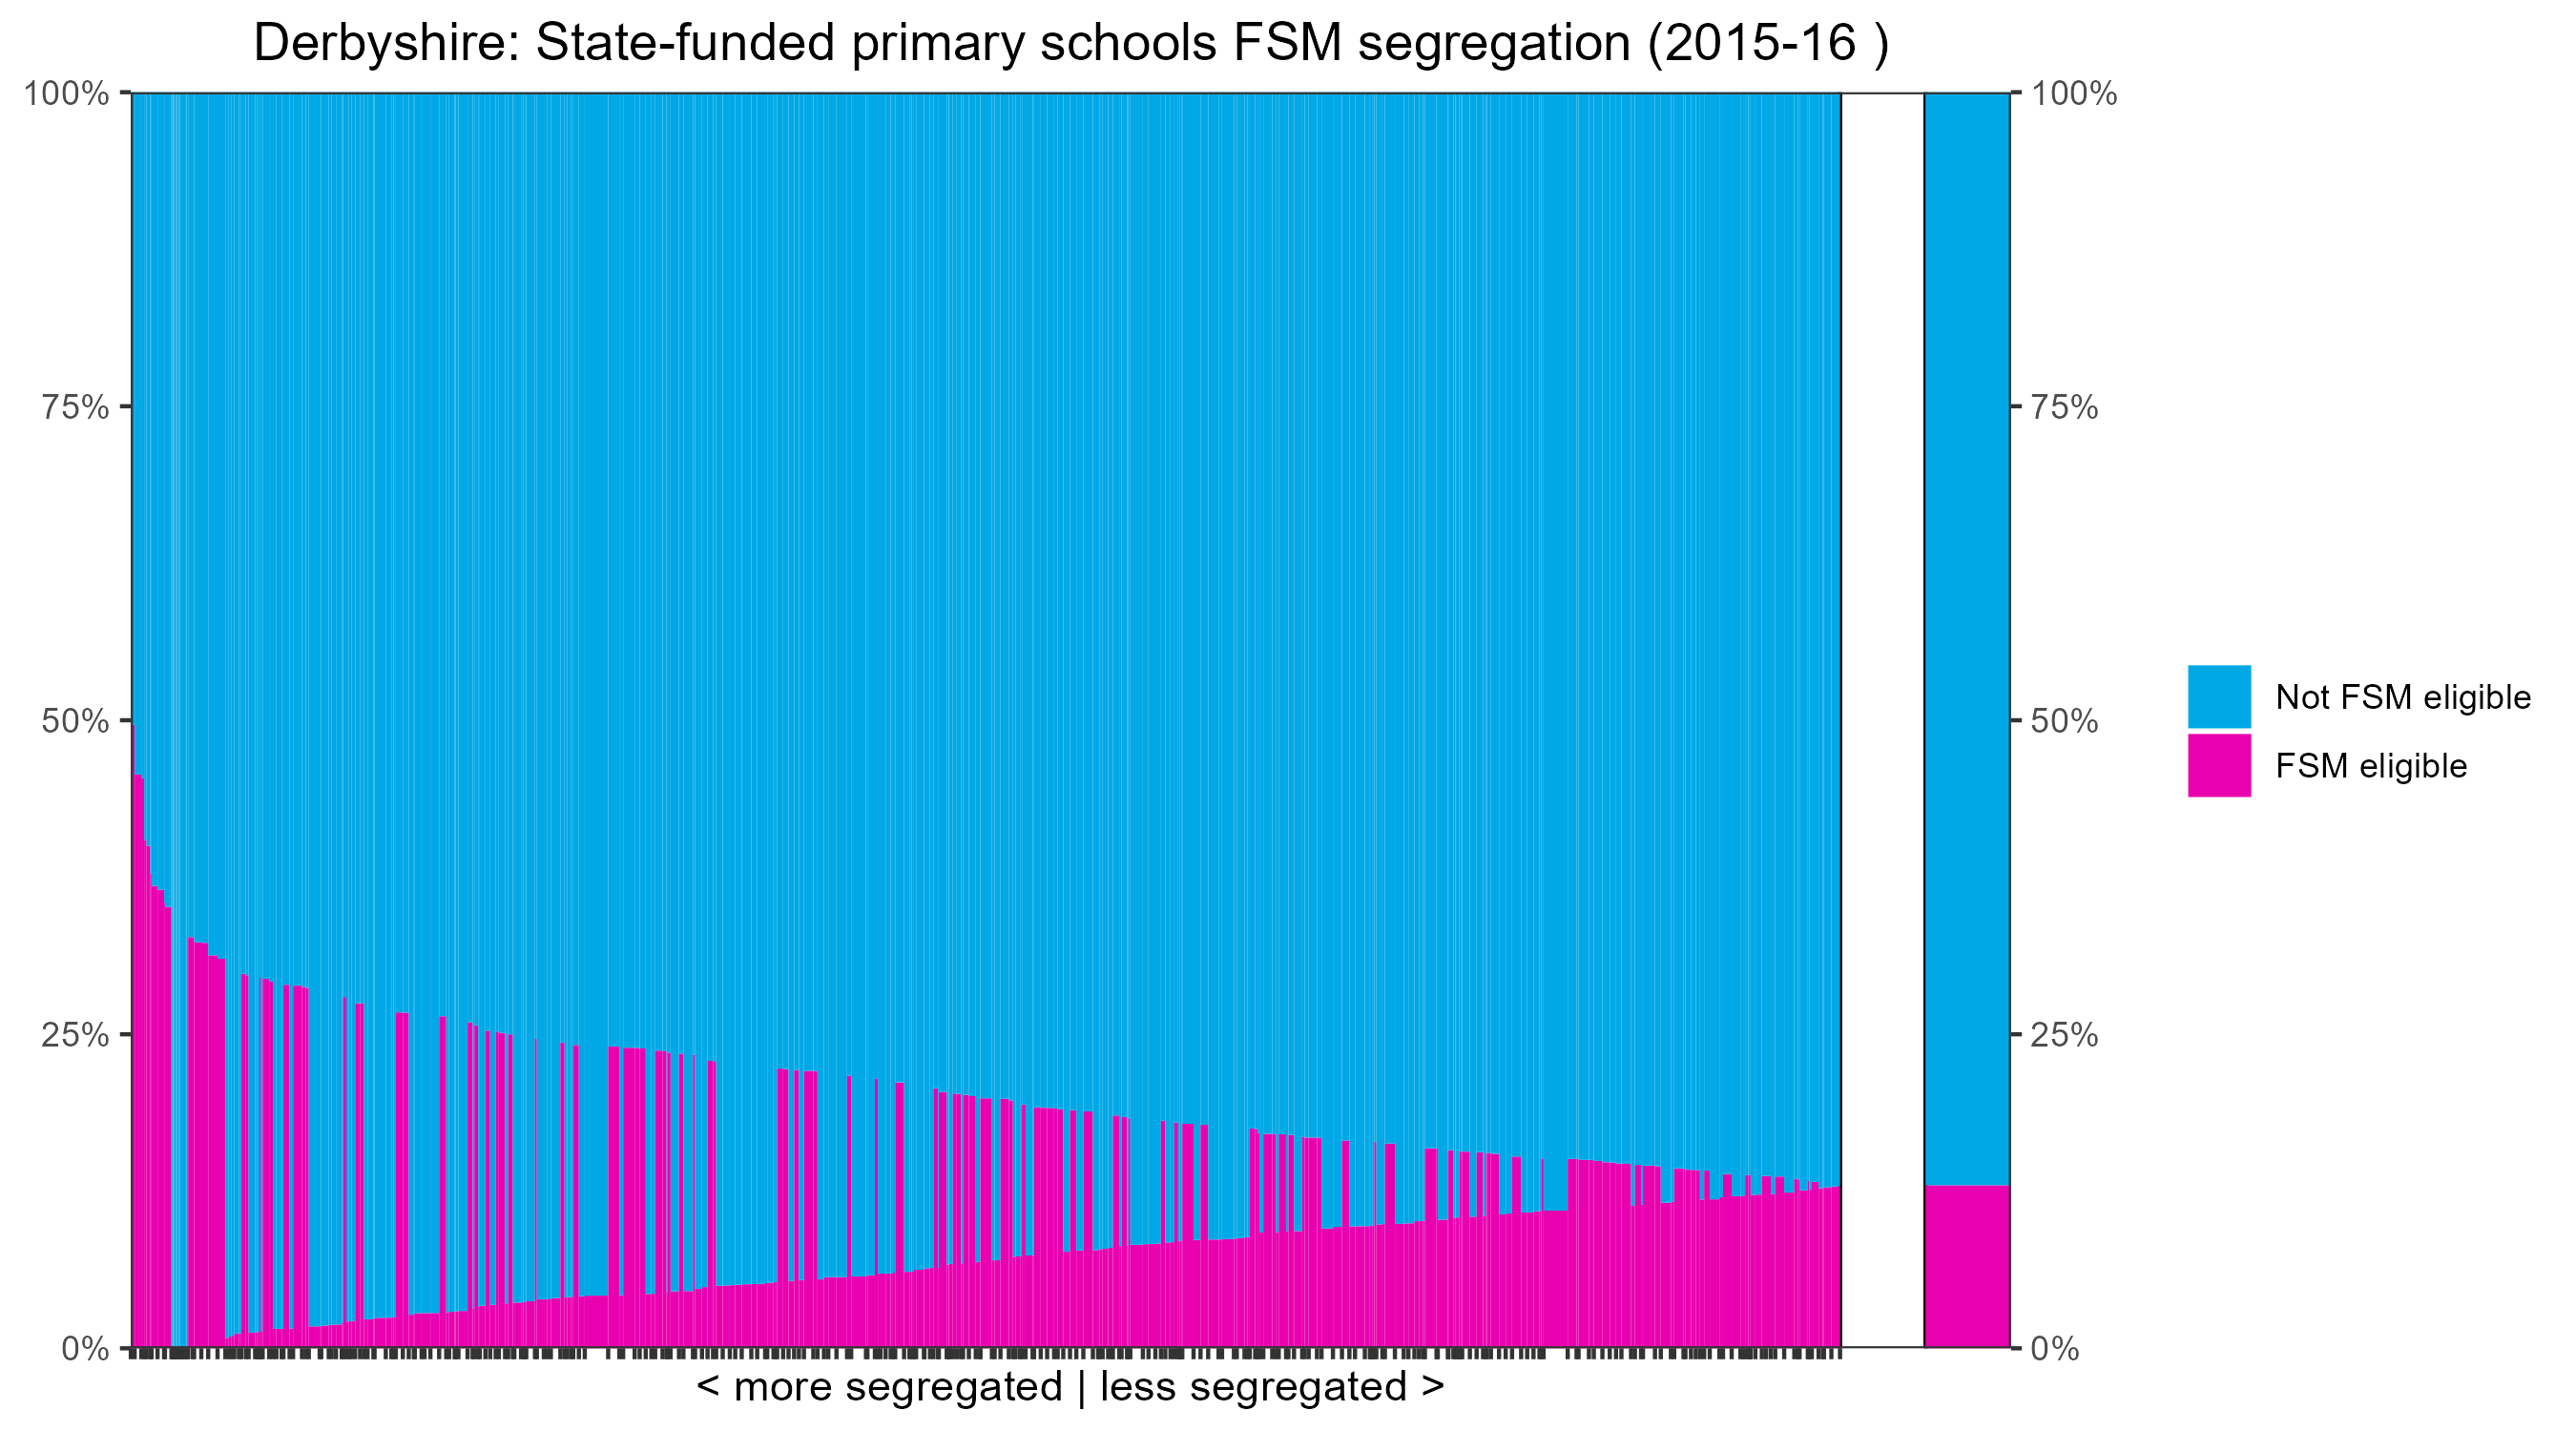 Derbyshire: State-funded primary schools FSM segregation (2015-16 )
100%
75%
50%
25%
0%
100%
75%
50%
25%
0%
Not FSM eligible
FSM eligible
< more segregated | less segregated >